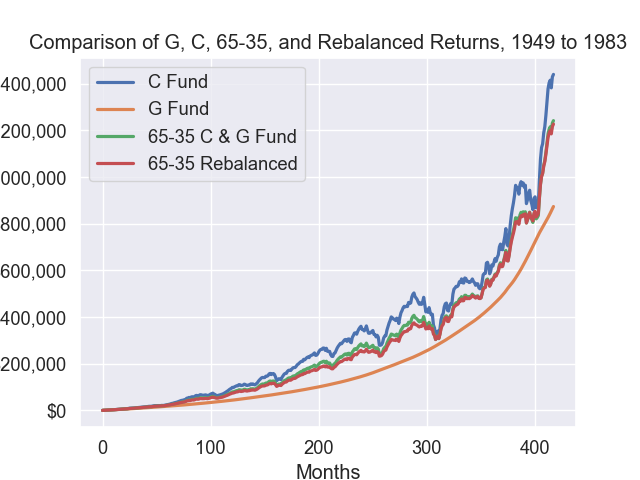 Comparison of G, C, 65-35, and Rebalanced Returns, 1949 to 1983
C Fund
G Fund
65-35 C & G Fund
65-35 Rebalanced
400,000
200,000
000,000
800,000
600,000
400,000
200,000
$0
0 100 200 300 400
Months